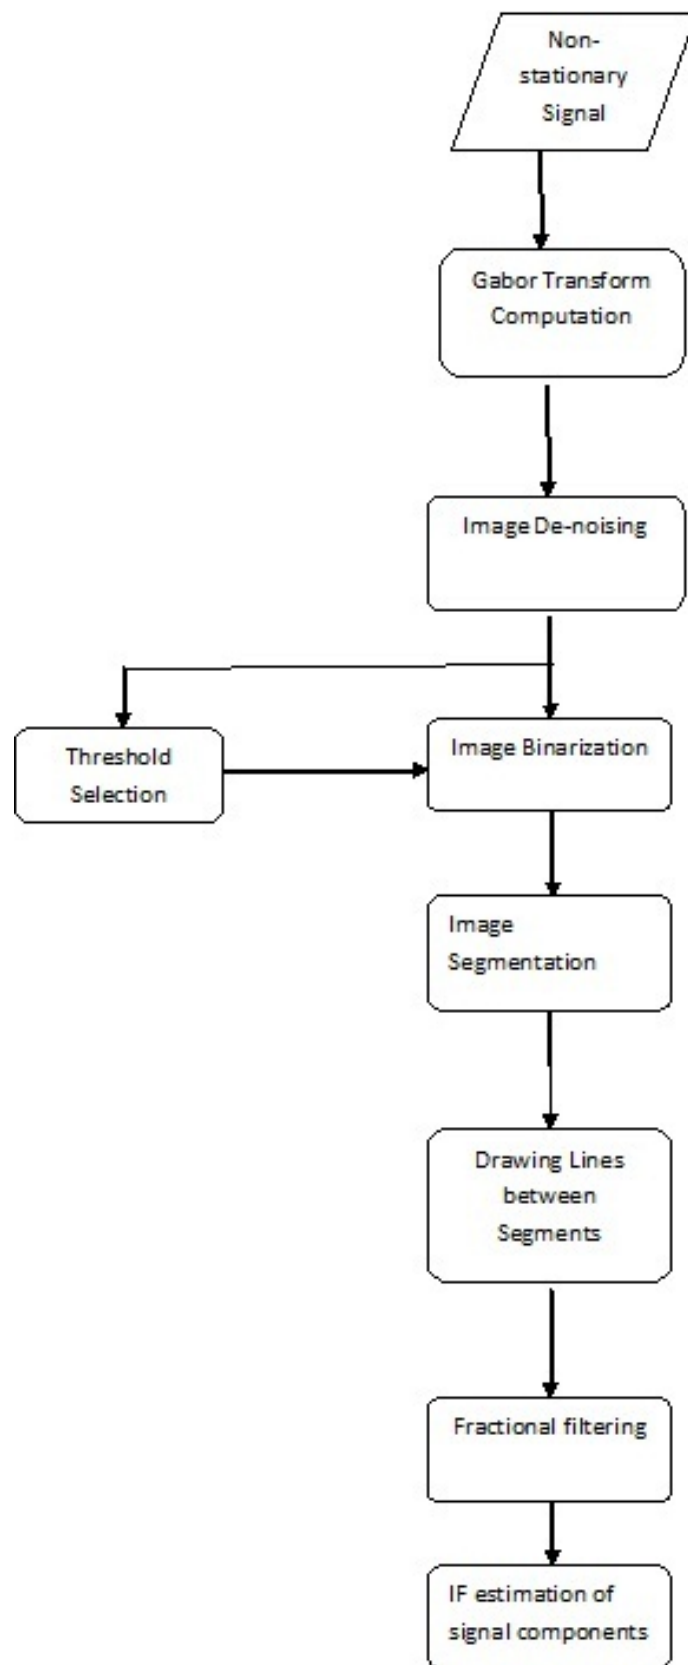 Non-
stationary
Signal
Gabor Transform
Computation
Image De-noising
Threshold
Selection
Image Binarization
Image
Segmentation
Drawing Lines
between
Segments
Fractional filtering
IF estimation of
signal components